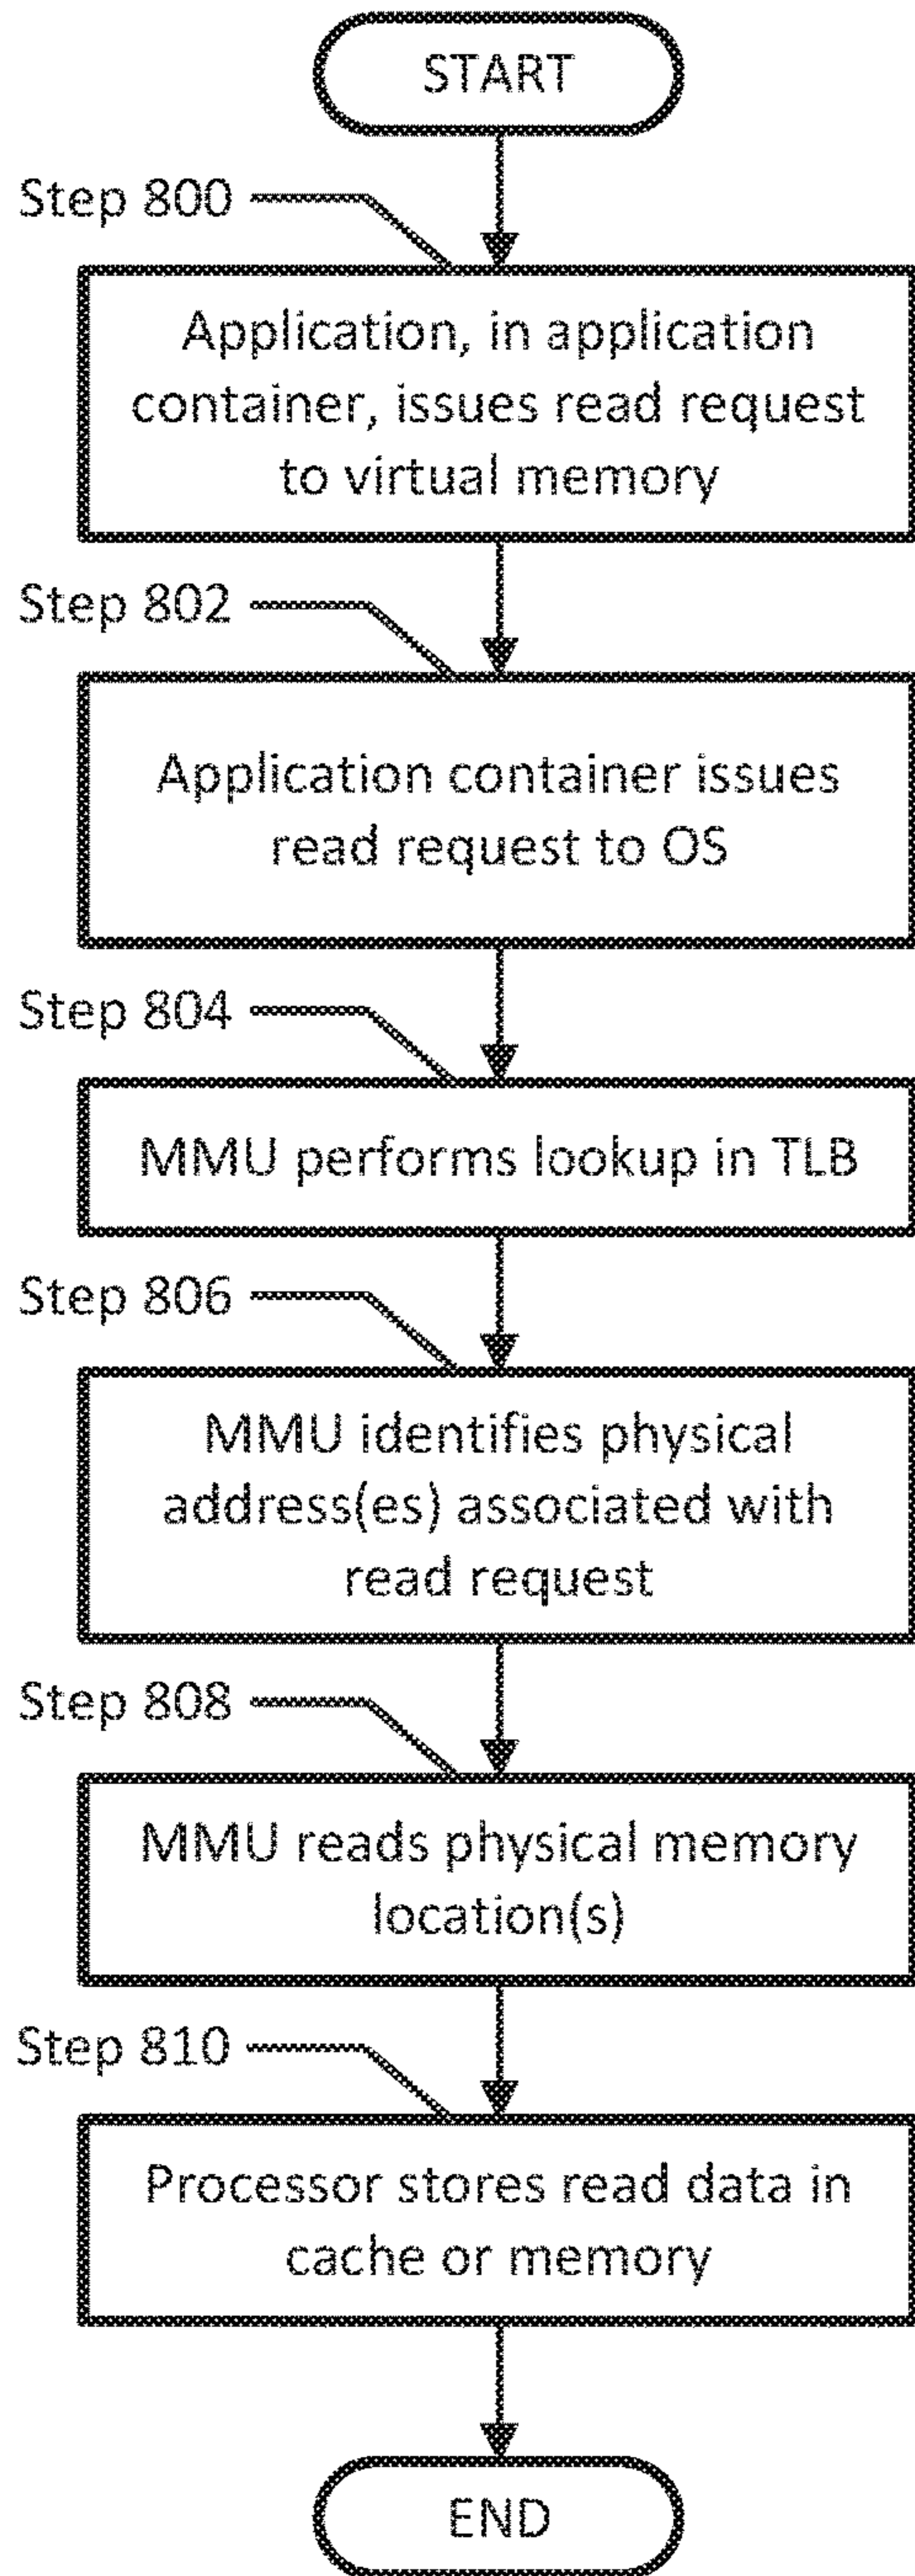 START
Step 800
Application, in application
container, issues read request
to virtual memory
Step 802
Application container issues
read request to OS
Step 804
MMU performs lookup in TLB
Step 806
MMU identifies physical
address(es) associated with
read request
Step 808
MMU reads physical memory
location(s)
Step 810
Processor stores read data in
cache or memory
END